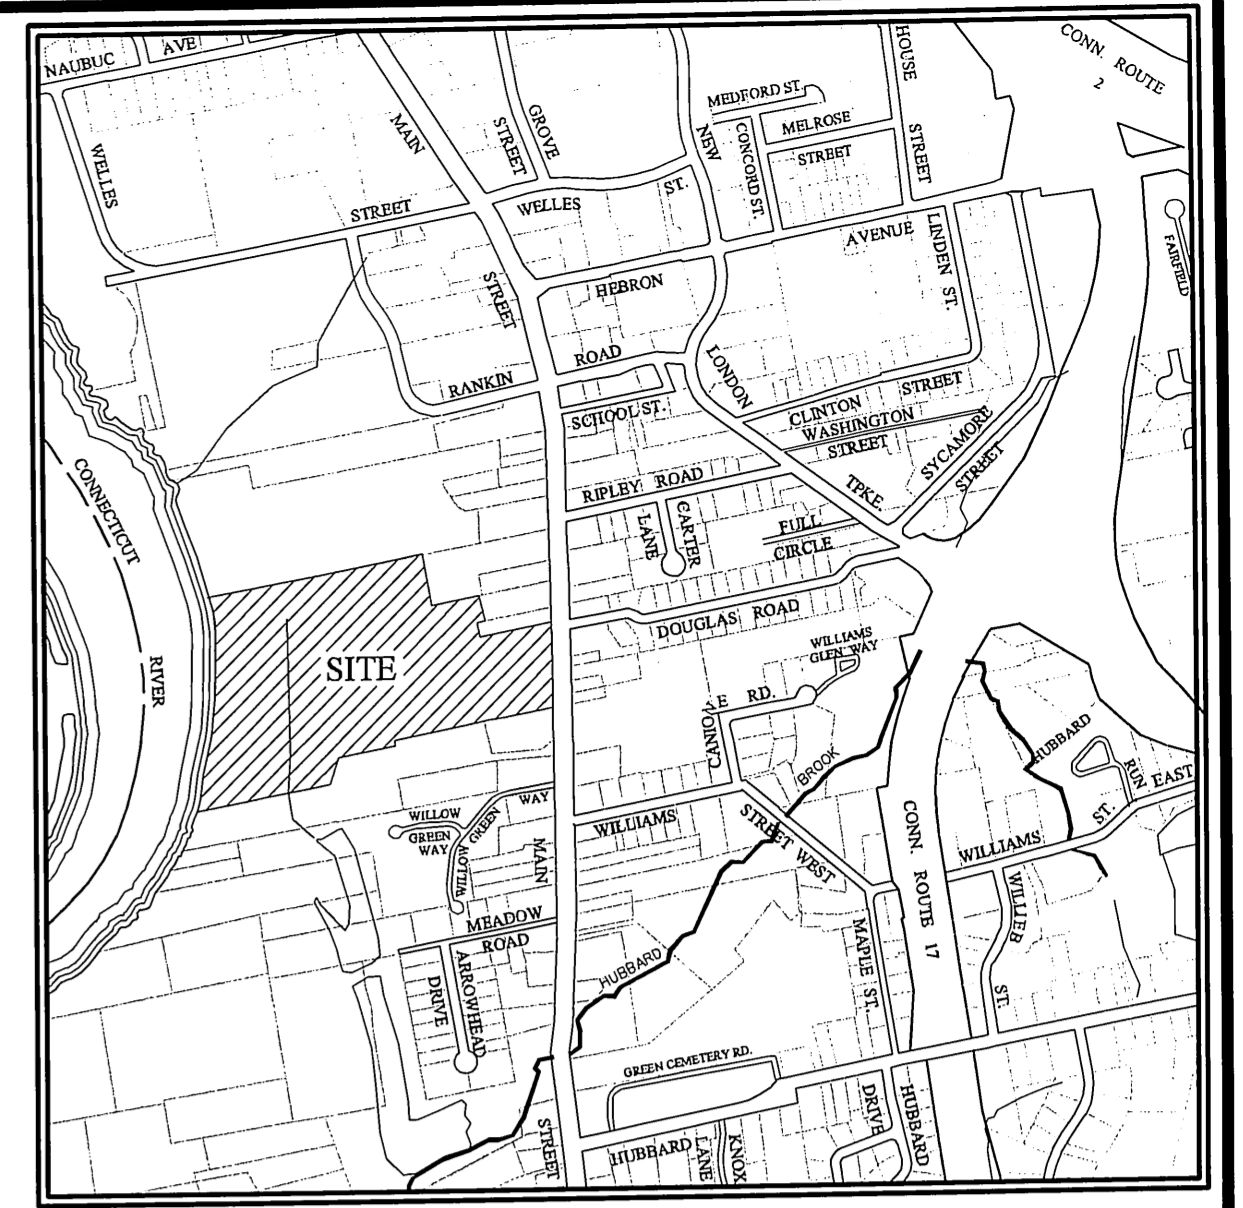 NAUBUC
AVE
WELLES
STREET
MAIN
STREET
GROVE
STREET
WELLES
ST.
NEW
MEDFORD ST.
CONCORD ST.
MELROSE
STREET
HOUSE
STREET
CONN. ROUTE
2
HEBRON
AVENUE
LINDEN ST.
FAIRFIELD
RANKIN
ROAD
LONDON
TPKE.
SCHOOL ST.
CLINTON
STREET
WASHINGTON
STREET
SYCAMORE
STREET
RIPLEY ROAD
CARTER
LANE
FULL
CIRCLE
DOUGLAS ROAD
CONNECTICUT
RIVER
SITE
WILLIAMS
GLEN WAY
E RD.
BROOK
HUBBARD
RUN
EAST
ST.
WILLIAMS
WILLOW
GREEN
WAY
WILLOW
GREEN
WAY
MAIN
WILLIAMS
STREET WEST
CONN. ROUTE 17
MEADOW
ROAD
ARROWHEAD
DRIVE
HUBBARD
MAPLE ST.
ST.
GREEN CEMETERY RD.
STREET
HUBBARD
KNOX
LANE
DRIVE
HUBBARD